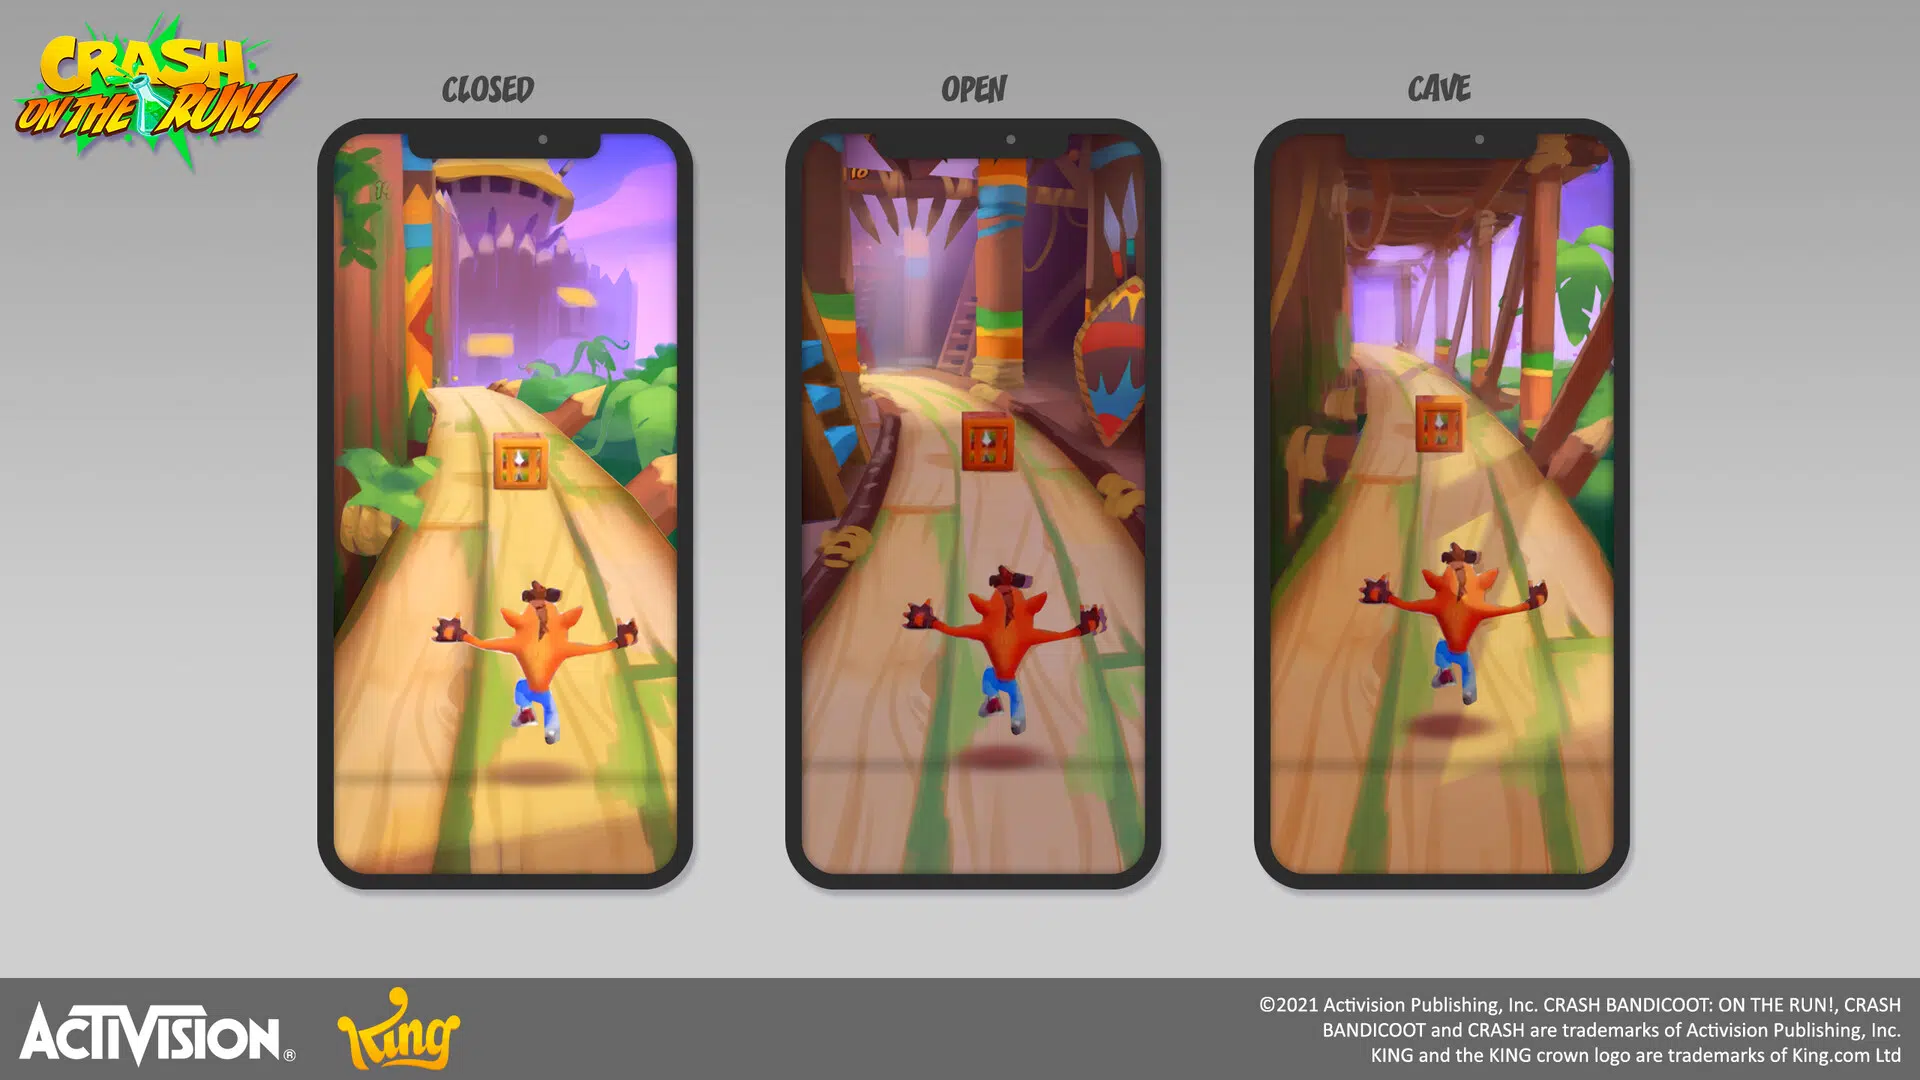 CRASH
ON THE RUN!
CLOSED
OPEN
CAVE
10
ACTIVISION®
King
©2021 Activision Publishing, Inc. CRASH BANDICOOT: ON THE RUN!, CRASH
BANDICOOT and CRASH are trademarks of Activision Publishing, Inc.
KING and the KING crown logo are trademarks of King.com Ltd